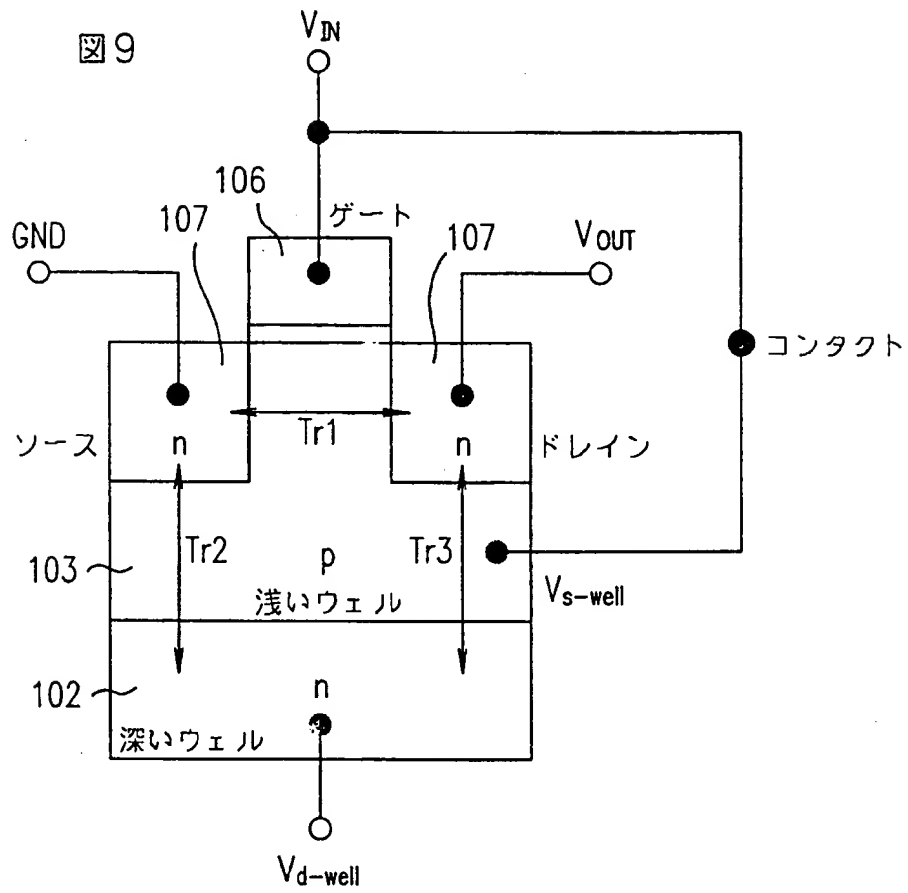 図9
VIN
106
ゲート
107
107
GND
VOUT
コンタクト
Tr1
ソース
n
n
ドレイン
Tr2
Tr3
p
103
浅いウェル
Vs-well
102
n
深いウェル
Vd-well